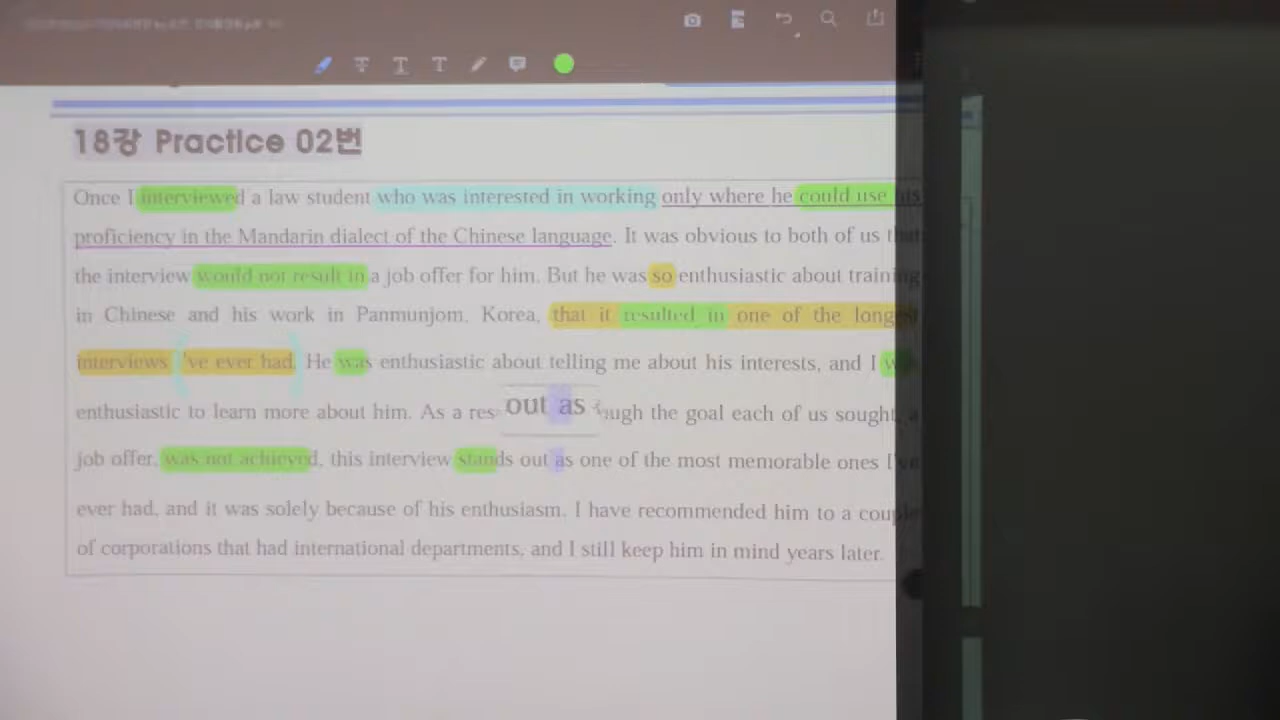 18강 Practice 02번
Once I interviewed a law student who was interested in working only where he could use his
proficiency in the Mandarin dialect of the Chinese language. It was obvious to both of us that
the interview would not result in a job offer for him. But he was so enthusiastic about training
in Chinese and his work in Panmunjom, Korea, that it resulted in one of the longest
interviews I've ever had. He was enthusiastic about telling me about his interests, and I
enthusiastic to learn more about him. As a out as the goal each of us sought, a
job offer, was not achieved, this interview stands out as one of the most memorable ones I've
ever had, and it was solely because of his enthusiasm. I have recommended him to a couple
of corporations that had international departments, and I still keep him in mind years later.